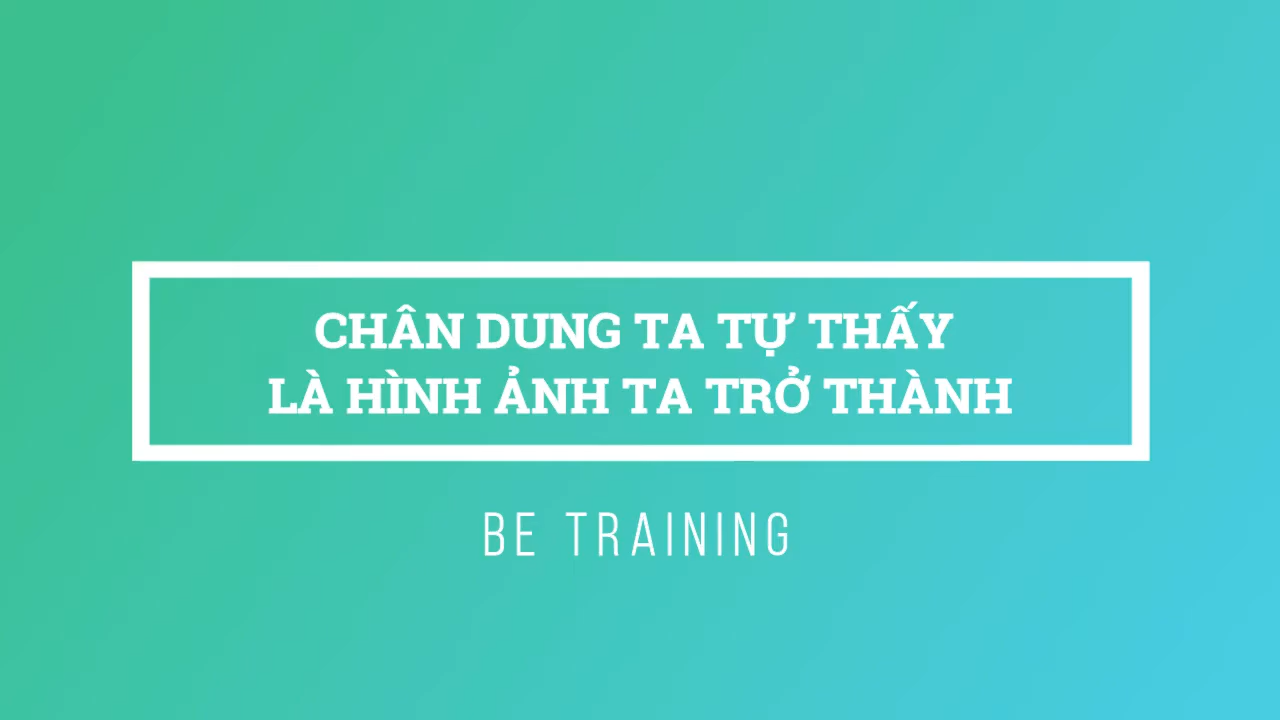 CHÂN DUNG TA TỰ THẤY
LÀ HÌNH ẢNH TA TRỞ THÀNH
BE TRAINING